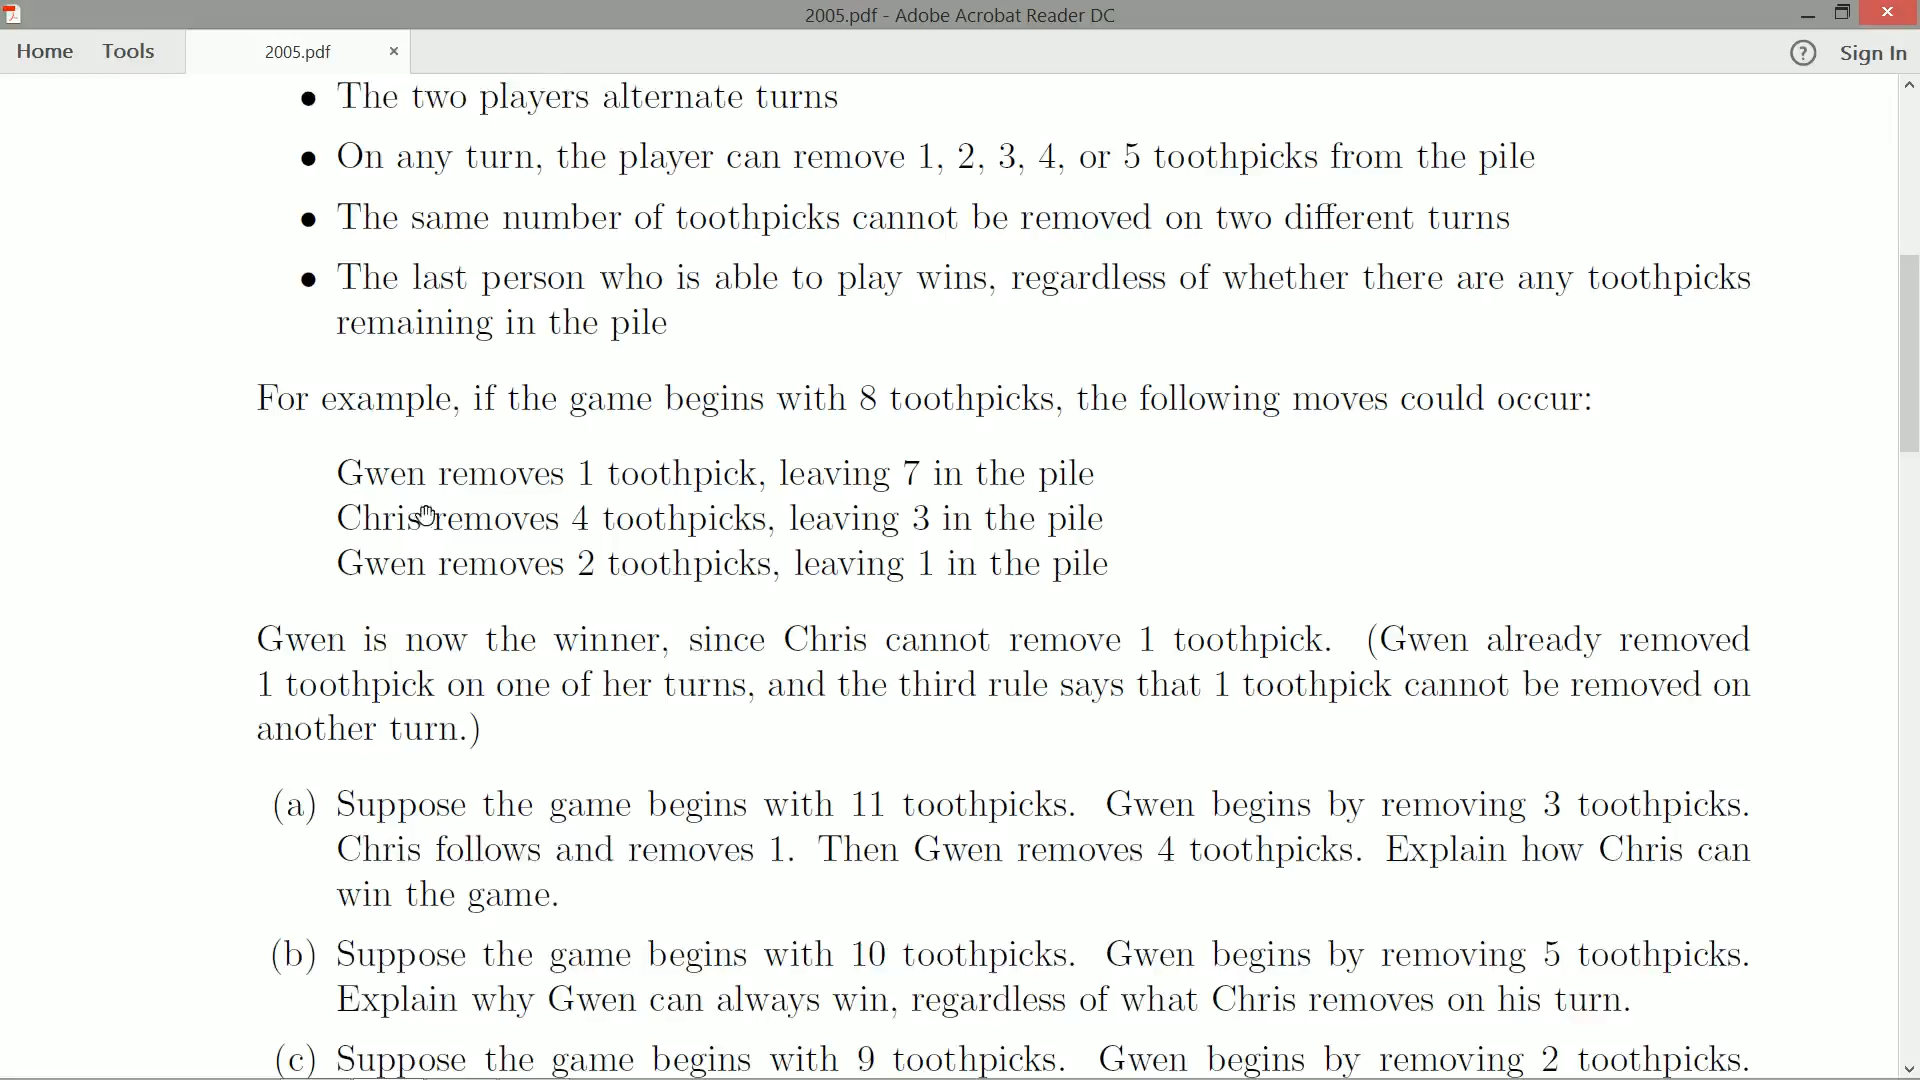 2005.pdf - Adobe Acrobat Reader DC
Home Tools 2005.pdf × ? Sign In
• The two players alternate turns
• On any turn, the player can remove 1, 2, 3, 4, or 5 toothpicks from the pile
• The same number of toothpicks cannot be removed on two different turns
• The last person who is able to play wins, regardless of whether there are any toothpicks
remaining in the pile
For example, if the game begins with 8 toothpicks, the following moves could occur:
Gwen removes 1 toothpick, leaving 7 in the pile
Chris removes 4 toothpicks, leaving 3 in the pile
Gwen removes 2 toothpicks, leaving 1 in the pile
Gwen is now the winner, since Chris cannot remove 1 toothpick. (Gwen already removed
1 toothpick on one of her turns, and the third rule says that 1 toothpick cannot be removed on
another turn.)
(a) Suppose the game begins with 11 toothpicks. Gwen begins by removing 3 toothpicks.
Chris follows and removes 1. Then Gwen removes 4 toothpicks. Explain how Chris can
win the game.
(b) Suppose the game begins with 10 toothpicks. Gwen begins by removing 5 toothpicks.
Explain why Gwen can always win, regardless of what Chris removes on his turn.
(c) Suppose the game begins with 9 toothpicks. Gwen begins by removing 2 toothpicks.